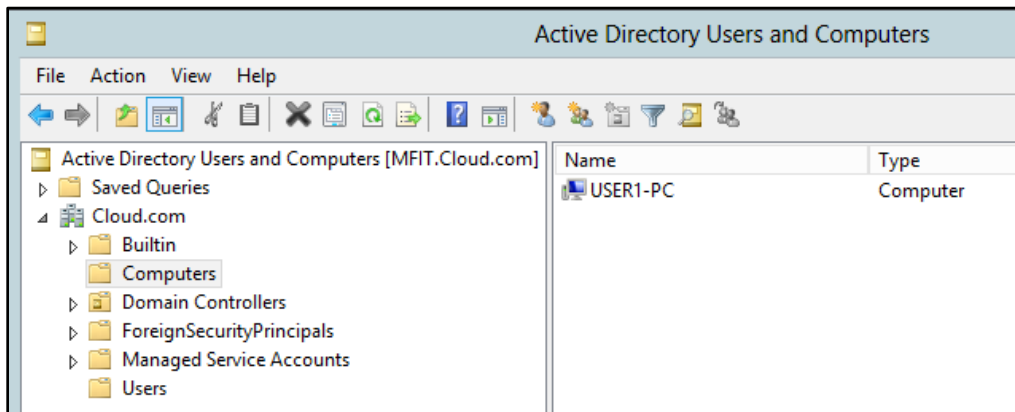 Active Directory Users and Computers
File Action View Help
Active Directory Users and Computers [MFIT.Cloud.com]
Saved Queries
Cloud.com
Builtin
Computers
Domain Controllers
ForeignSecurityPrincipals
Managed Service Accounts
Users
Name Type
USER1-PC Computer